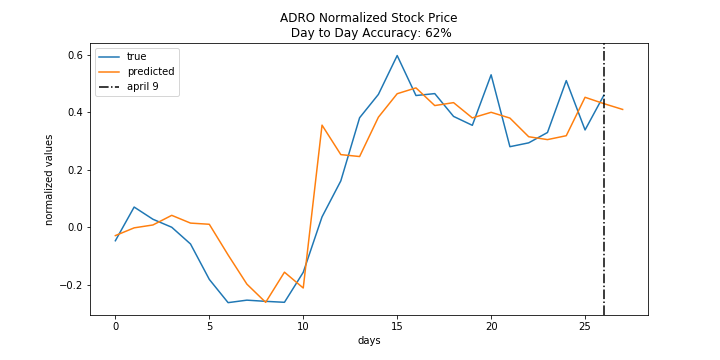 ADRO Normalized Stock Price
Day to Day Accuracy: 62%
true
predicted
april 9
normalized values
0.6
0.4
0.2
0.0
−0.2
0
5
10
15
20
25
days